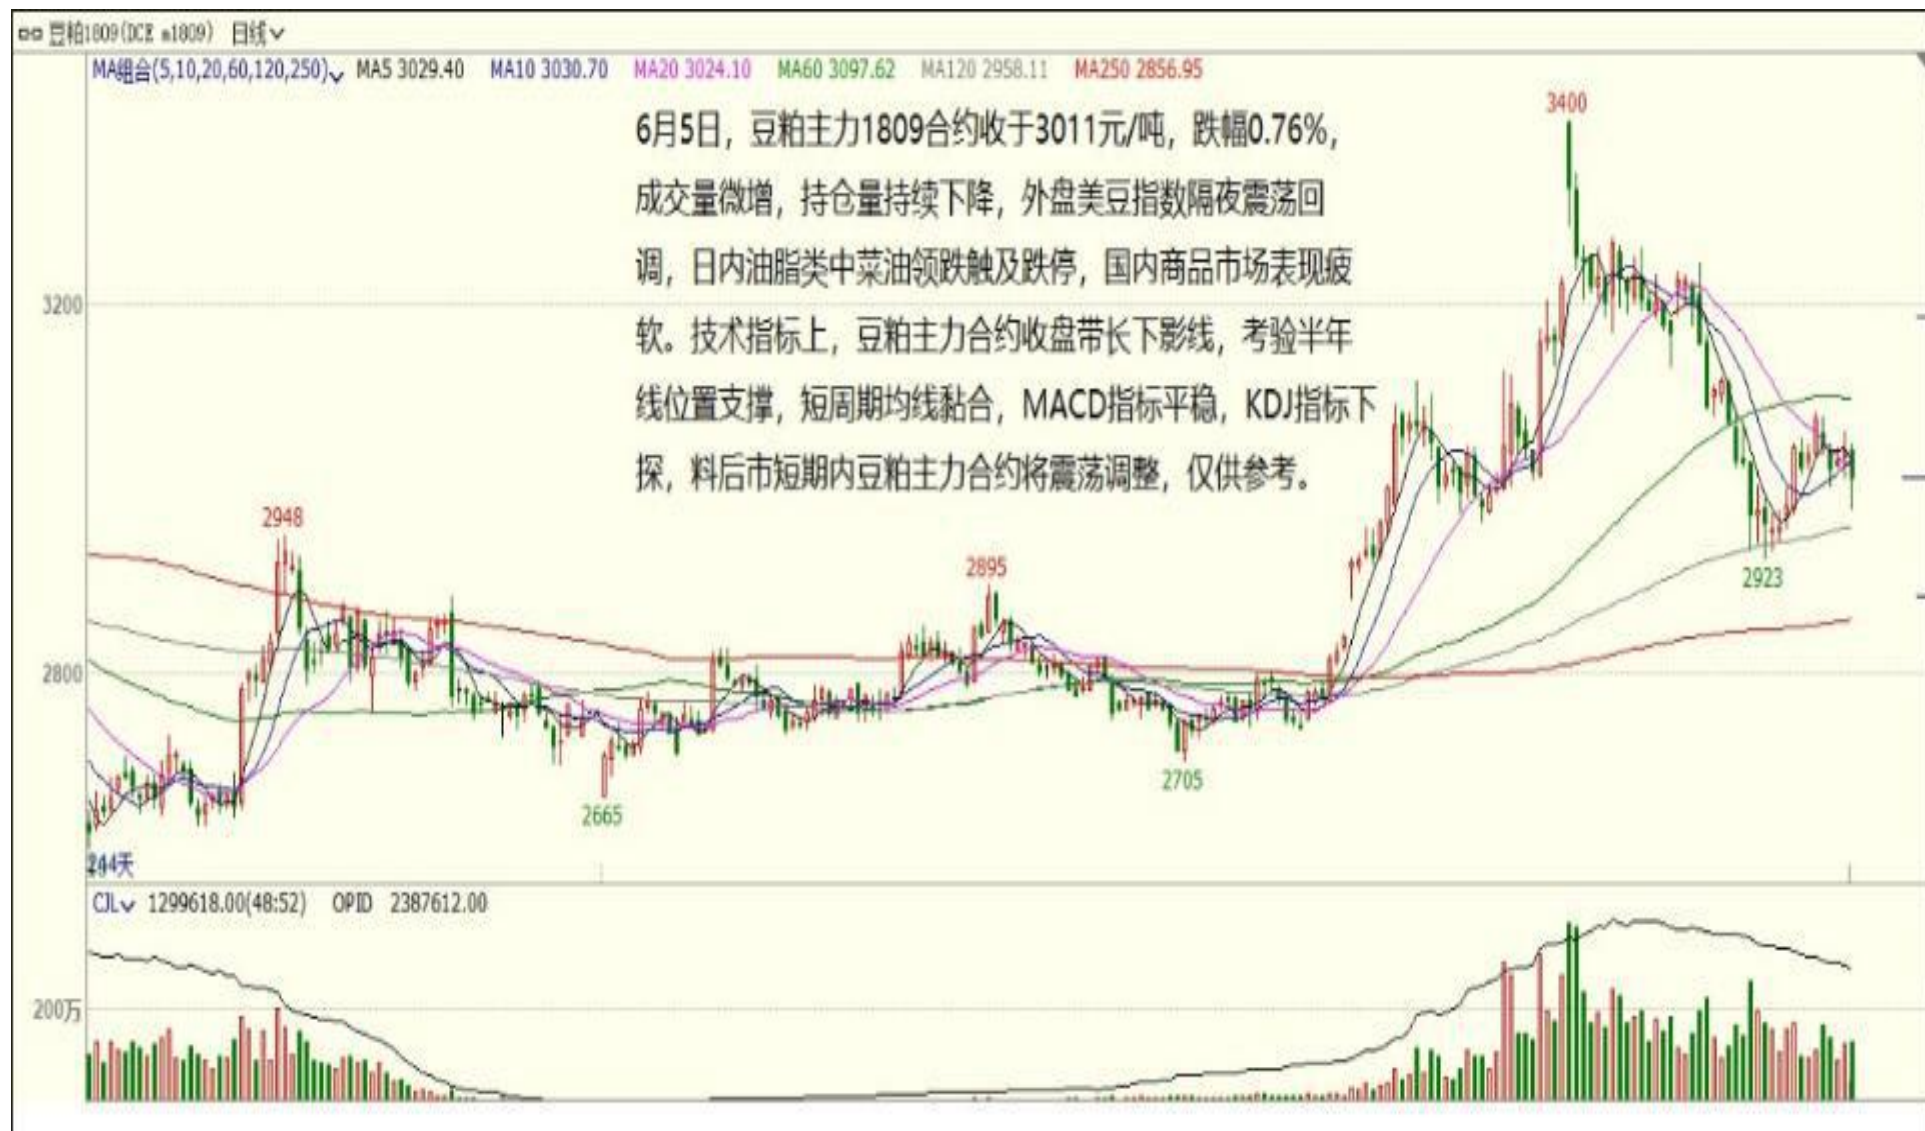 豆粕1809(DCE m1809) 日线
MA组合(5,10,20,60,120,250) MA5 3029.40 MA10 3030.70 MA20 3024.10 MA60 3097.62 MA120 2958.11 MA250 2856.95
3400
6月5日，豆粕主力1809合约收于3011元/吨，跌幅0.76%，
成交量微增，持仓量持续下降，外盘美豆指数隔夜震荡回
调，日内油脂类中菜油领跌触及跌停，国内商品市场表现疲
软。技术指标上，豆粕主力合约收盘带长下影线，考验半年
线位置支撑，短周期均线黏合，MACD指标平稳，KDJ指标下
探，料后市短期内豆粕主力合约将震荡调整，仅供参考。
3200
2948
2895
2923
2800
2705
2665
244天
CJL 1299618.00(48:52) OPID 2387612.00
200万